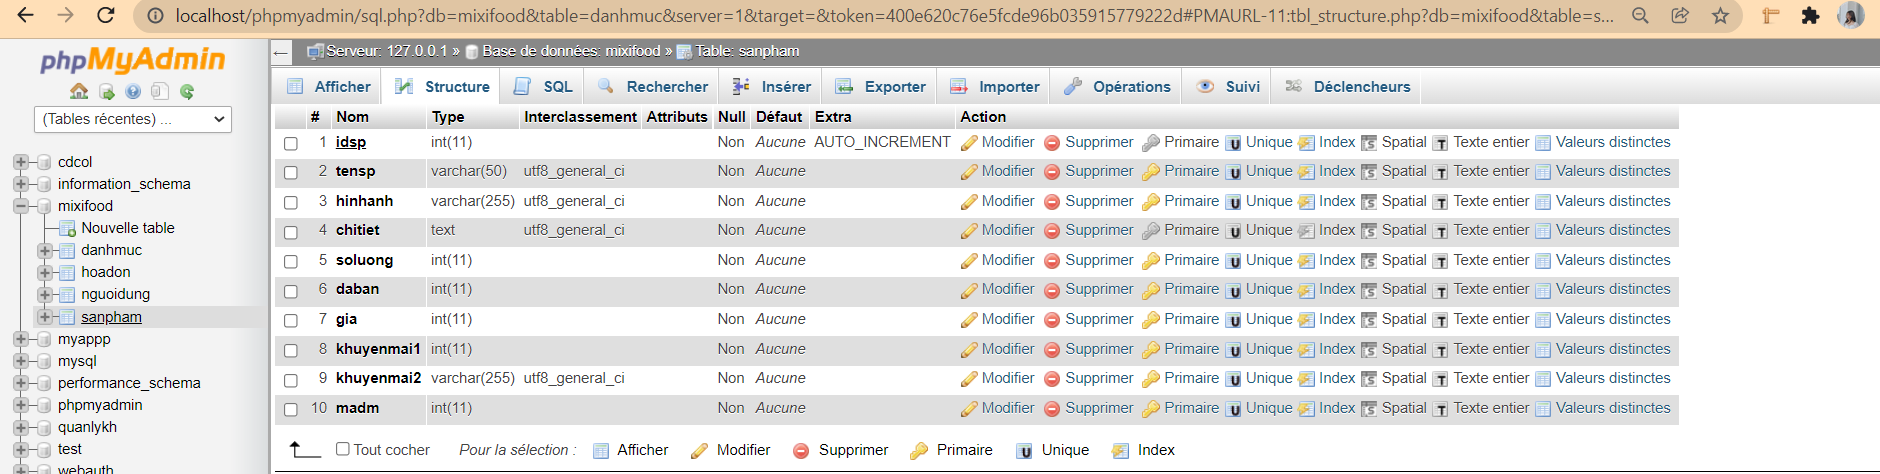 localhost/phpmyadmin/sql.php?db=mixifood&table=danhmuc&server=1&target=&token=400e620c76e5fcde96b035915779222d#PMAURL-11:tbl_structure.php?db=mixifood&table=s...
phpMyAdmin
(Tables récentes) ...
cdcol
information_schema
mixifood
Nouvelle table
danhmuc
hoadon
nguoidung
sanpham
myappp
mysql
performance_schema
phpmyadmin
quanlykh
test
webauth
Serveur: 127.0.0.1 » Base de données: mixifood » Table: sanpham
Afficher Structure SQL Rechercher Insérer Exporter Importer Opérations Suivi Déclencheurs
# Nom Type Interclassement Attributs Null Défaut Extra Action
1 idsp int(11) Non Aucune AUTO_INCREMENT Modifier Supprimer Primaire Unique Index Spatial Texte entier Valeurs distinctes
2 tensp varchar(50) utf8_general_ci Non Aucune Modifier Supprimer Primaire Unique Index Spatial Texte entier Valeurs distinctes
3 hinhanh varchar(255) utf8_general_ci Non Aucune Modifier Supprimer Primaire Unique Index Spatial Texte entier Valeurs distinctes
4 chitiet text utf8_general_ci Non Aucune Modifier Supprimer Primaire Unique Index Spatial Texte entier Valeurs distinctes
5 soluong int(11) Non Aucune Modifier Supprimer Primaire Unique Index Spatial Texte entier Valeurs distinctes
6 daban int(11) Non Aucune Modifier Supprimer Primaire Unique Index Spatial Texte entier Valeurs distinctes
7 gia int(11) Non Aucune Modifier Supprimer Primaire Unique Index Spatial Texte entier Valeurs distinctes
8 khuyenmai1 int(11) Non Aucune Modifier Supprimer Primaire Unique Index Spatial Texte entier Valeurs distinctes
9 khuyenmai2 varchar(255) utf8_general_ci Non Aucune Modifier Supprimer Primaire Unique Index Spatial Texte entier Valeurs distinctes
10 madm int(11) Non Aucune Modifier Supprimer Primaire Unique Index Spatial Texte entier Valeurs distinctes
Tout cocher Pour la sélection : Afficher Modifier Supprimer Primaire Unique Index